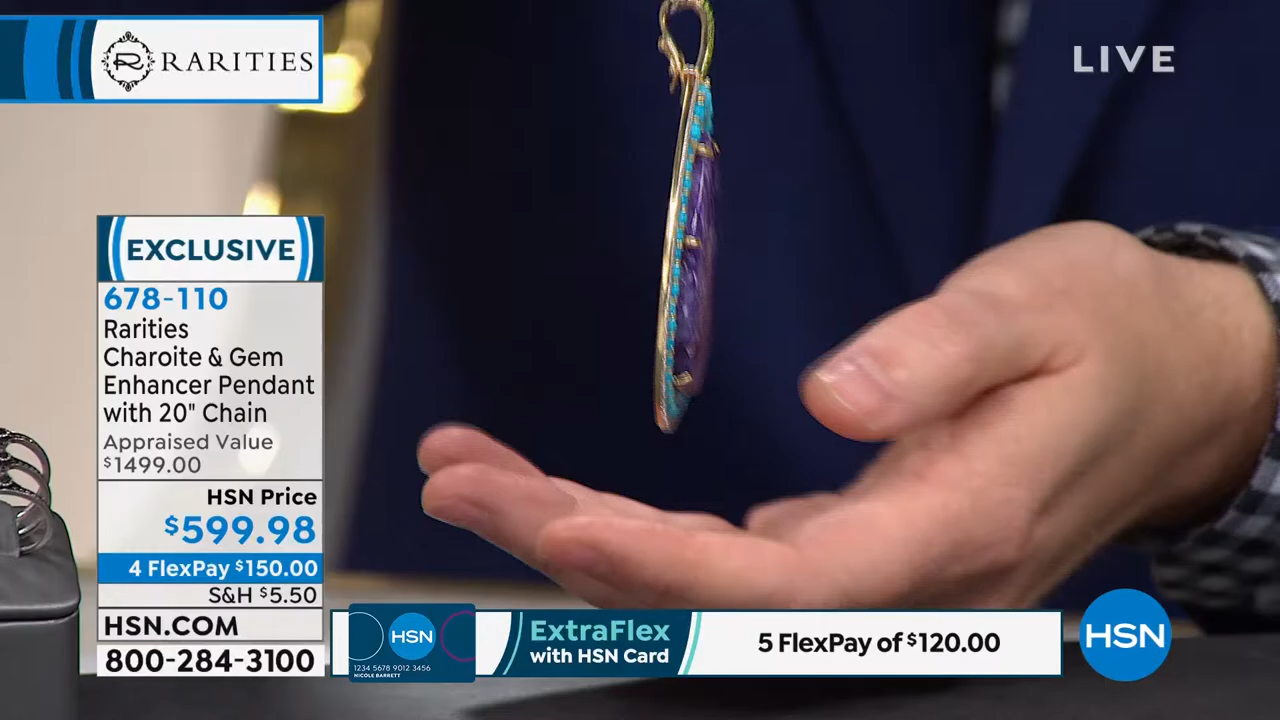 RARITIES
LIVE
EXCLUSIVE
678-110
Rarities
Charoite & Gem
Enhancer Pendant
with 20" Chain
Appraised Value
$1499.00
HSN Price
$599.98
4 FlexPay $150.00
S&H $5.50
HSN.COM
800-284-3100
HSN
1234 5678 9012 3456
NICOLE BARRETT
ExtraFlex
with HSN Card
5 FlexPay of $120.00
HSN